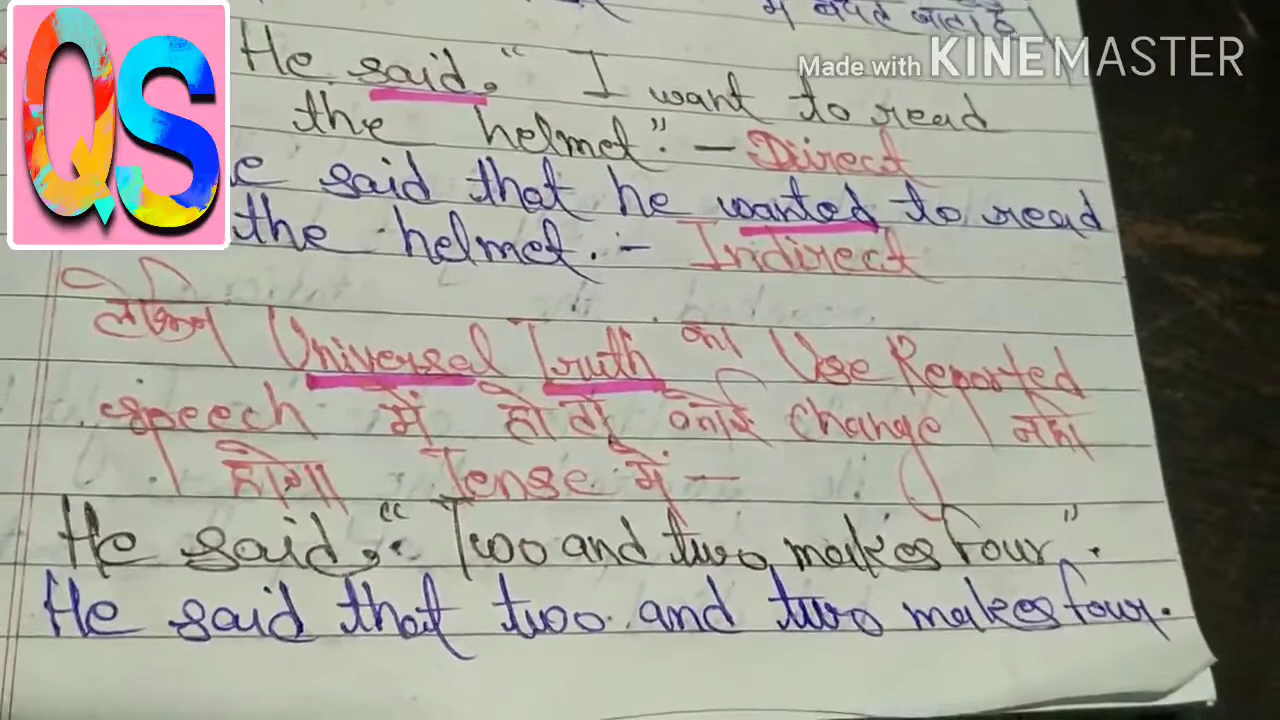 में बदल जाता है।
Made with KINEMASTER
QS
He said, “I want to read
the helmet”. – Direct
e said that he wanted to read
the helmet. – Indirect
लेकिन Universal Truth का Use Reported
speech में हो तो कोई change नही
होगा Tense में –
He said, “Two and two makes four”.
He said that two and two makes four.